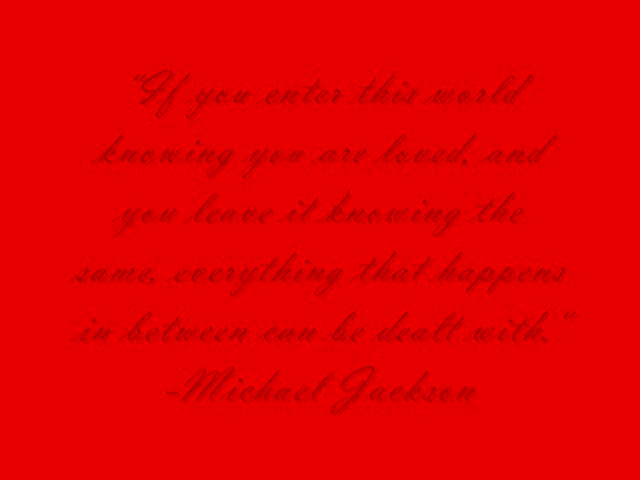 "If you enter this world
knowing you are loved, and
you leave it knowing the
same, everything that happens
in between can be dealt with."
-Michael Jackson